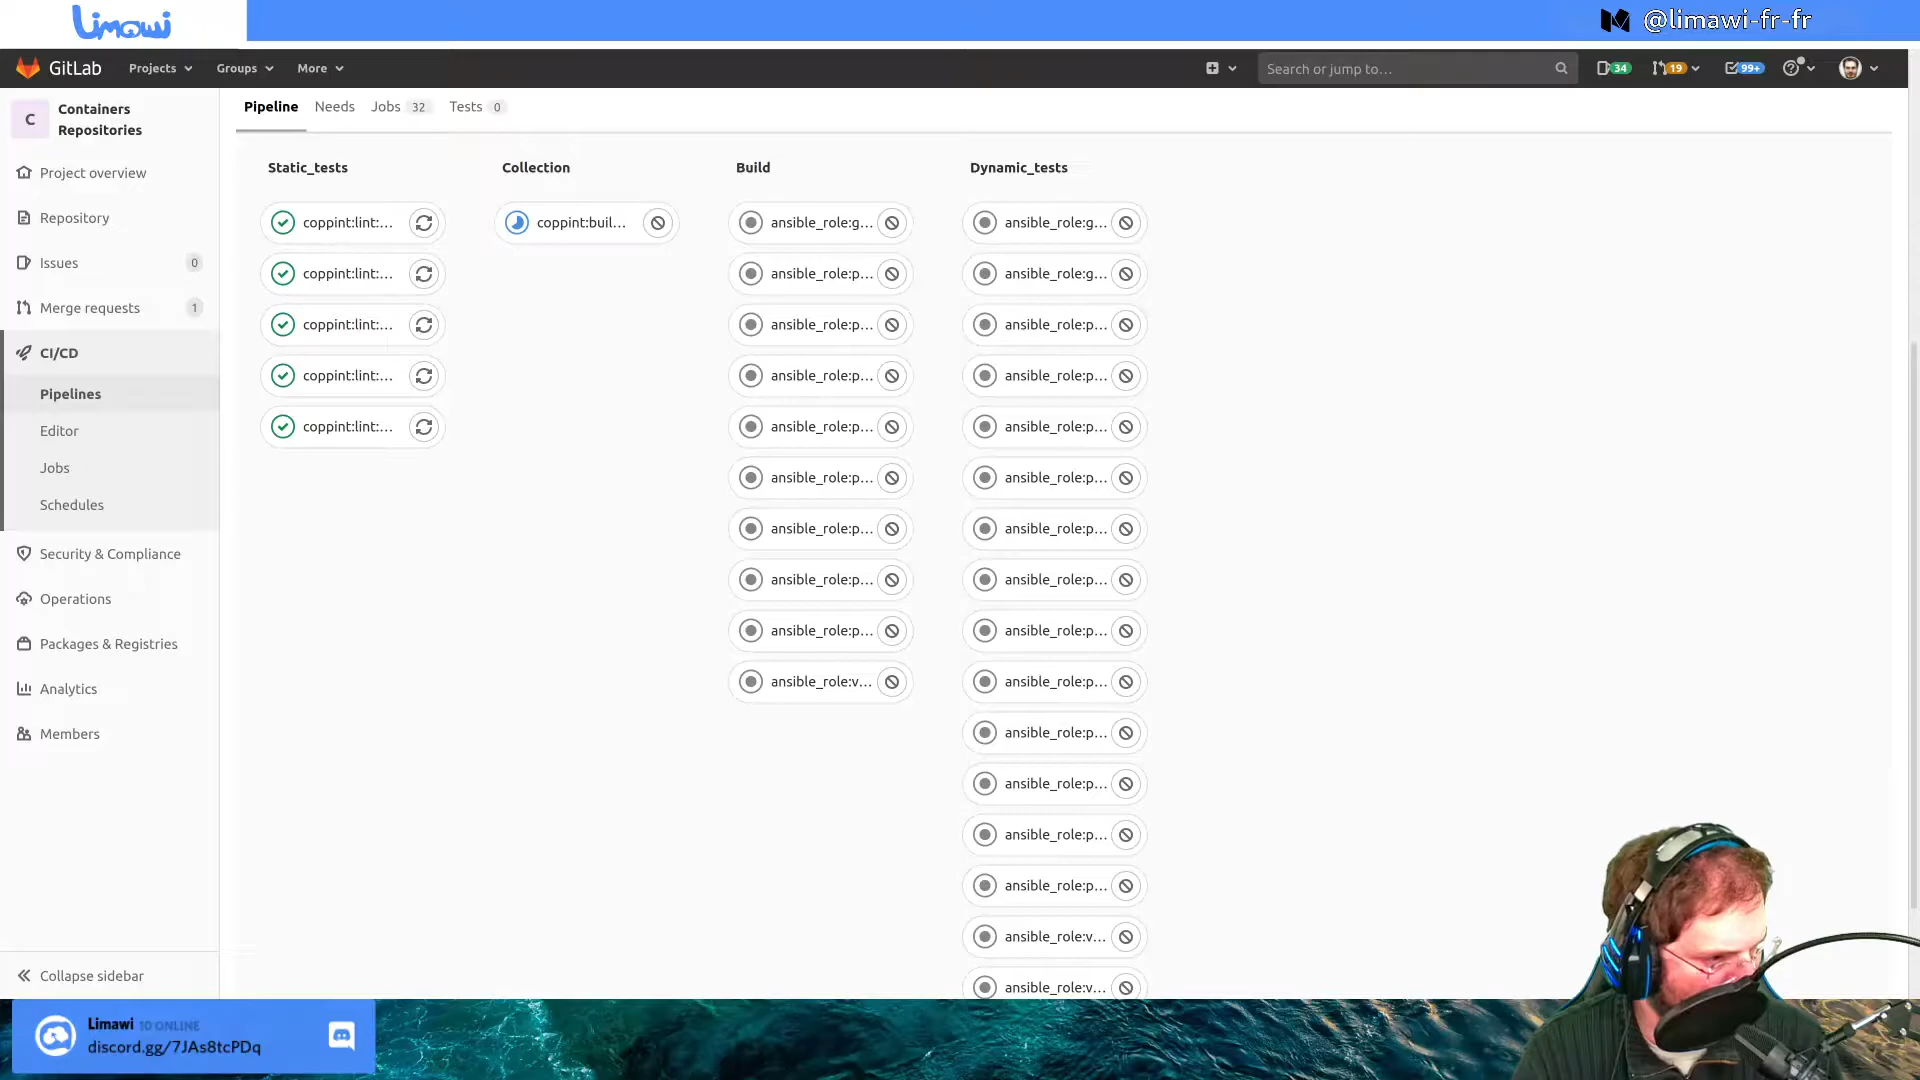 Limawi
@limawi-fr-fr
GitLab
Projects
Groups
More
Search or jump to...
34
19
99+
C
Containers
Repositories
Project overview
Repository
Issues
0
Merge requests
1
CI/CD
Pipelines
Editor
Jobs
Schedules
Security & Compliance
Operations
Packages & Registries
Analytics
Members
Collapse sidebar
Pipeline
Needs
Jobs 32
Tests 0
Static_tests
coppint:lint:...
coppint:lint:...
coppint:lint:...
coppint:lint:...
coppint:lint:...
Collection
coppint:buil...
Build
ansible_role:g...
ansible_role:p...
ansible_role:p...
ansible_role:p...
ansible_role:p...
ansible_role:p...
ansible_role:p...
ansible_role:p...
ansible_role:p...
ansible_role:v...
Dynamic_tests
ansible_role:g...
ansible_role:g...
ansible_role:p...
ansible_role:p...
ansible_role:p...
ansible_role:p...
ansible_role:p...
ansible_role:p...
ansible_role:p...
ansible_role:p...
ansible_role:p...
ansible_role:p...
ansible_role:p...
ansible_role:p...
ansible_role:v...
ansible_role:v...
Limawi 10 ONLINE
discord.gg/7JAs8tcPDq